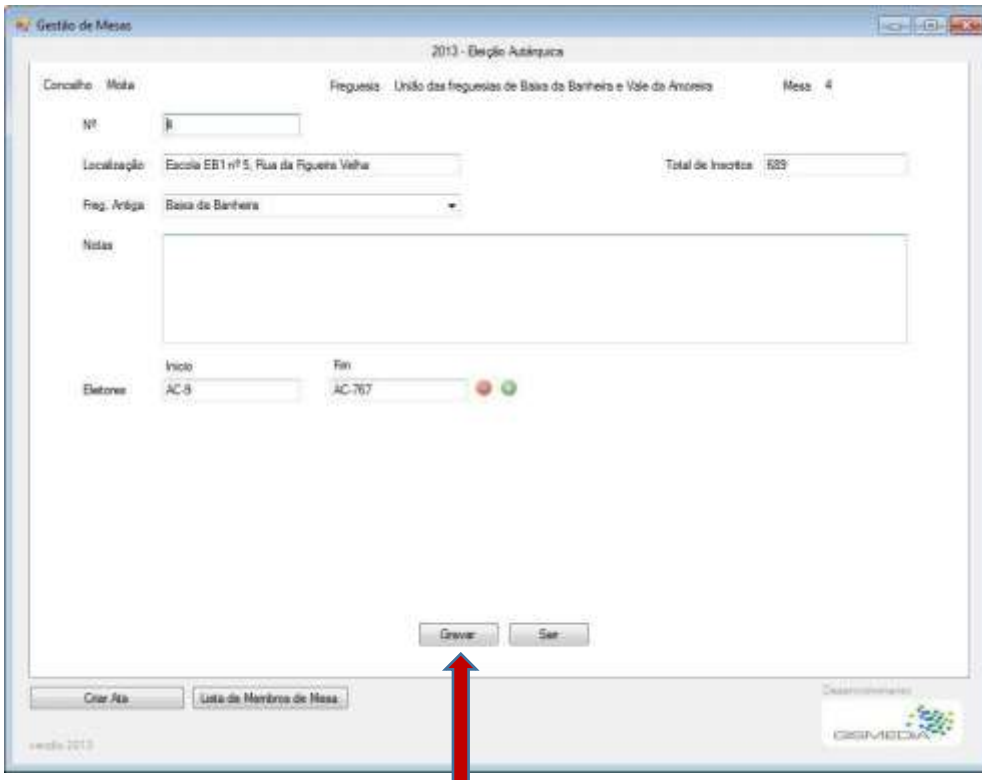 Gestão de Mesas
2013 - Eleição Autárquica
Concelho Moita Freguesia União das freguesias de Baixa da Banheira e Vale da Amoreira Mesa 4
Nº
Localização Escola EB1 nº 5, Rua da Figueira Velha Total de Inscritos 689
Freg. Antiga Baixa da Banheira
Notas
Inicio Fim
Eleitores AC-9 AC-767
Gravar Sair
Criar Ata Lista de Membros de Mesa
Desenvolvimento
GISMEDIA
versão 2013